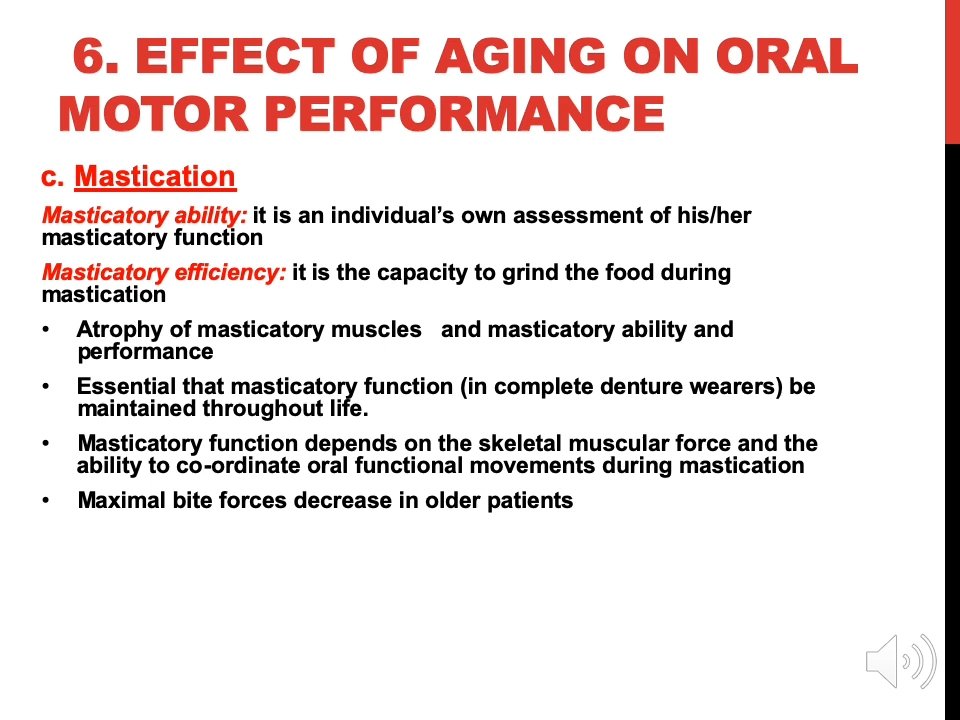 6. EFFECT OF AGING ON ORAL
MOTOR PERFORMANCE
c. Mastication
Masticatory ability: it is an individual’s own assessment of his/her
masticatory function
Masticatory efficiency: it is the capacity to grind the food during
mastication
• Atrophy of masticatory muscles and masticatory ability and
performance
• Essential that masticatory function (in complete denture wearers) be
maintained throughout life.
• Masticatory function depends on the skeletal muscular force and the
ability to co-ordinate oral functional movements during mastication
• Maximal bite forces decrease in older patients